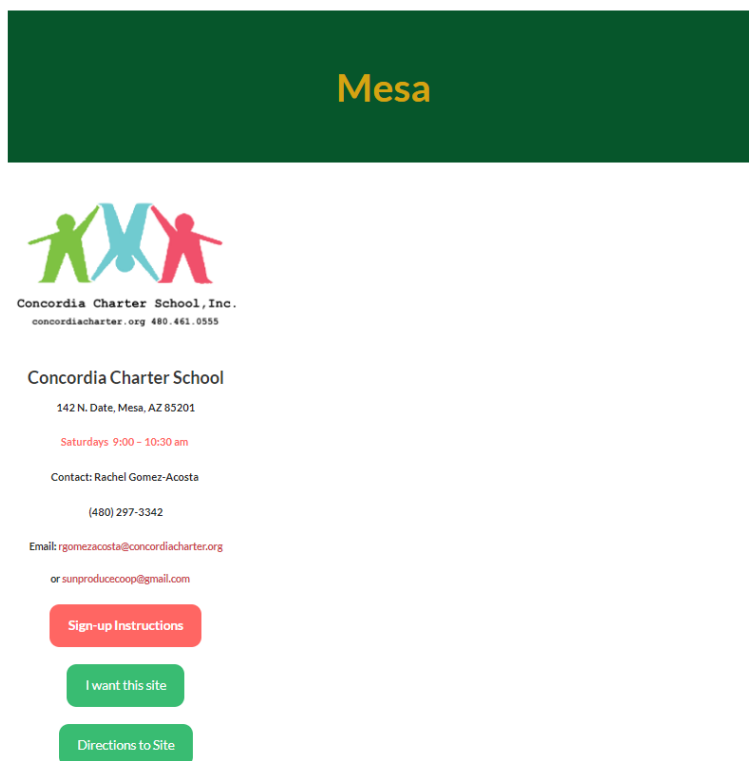 Mesa
Concordia Charter School,Inc.
concordiacharter.org 480.461.0555
Concordia Charter School
142 N. Date, Mesa, AZ 85201
Saturdays 9:00 – 10:30 am
Contact: Rachel Gomez-Acosta
(480) 297-3342
Email: rgomezacosta@concordiacharter.org
or sunproducecoop@gmail.com
Sign-up Instructions
I want this site
Directions to Site